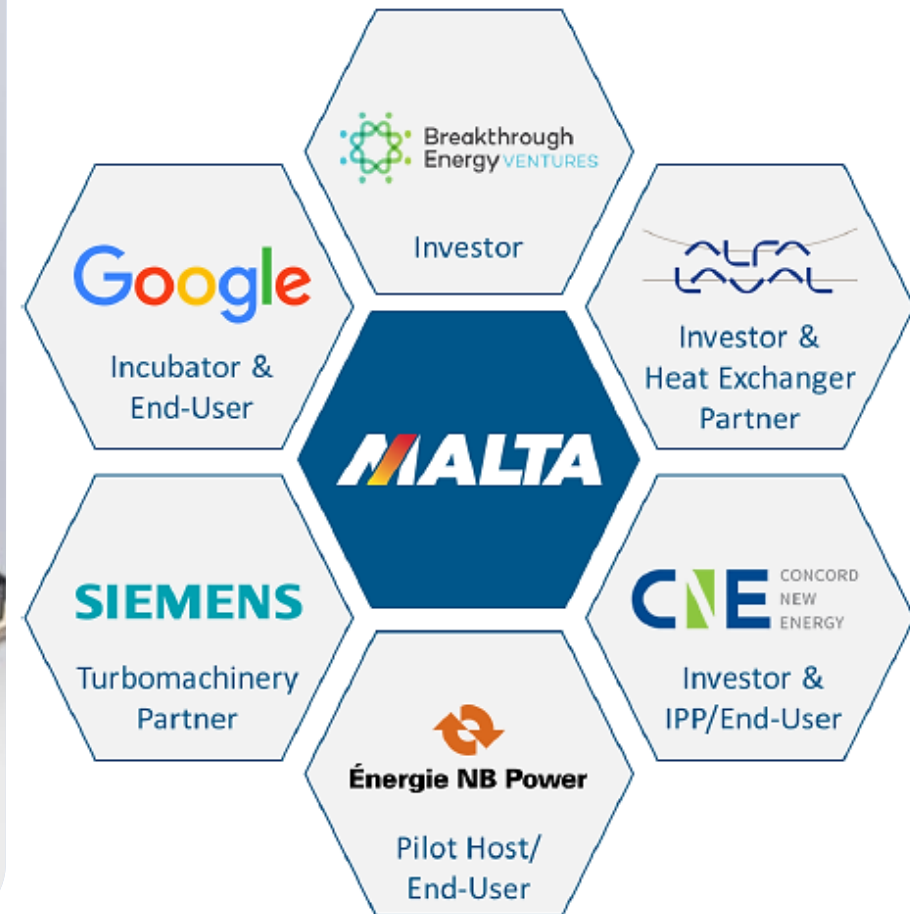 Breakthrough
Energy VENTURES
Investor
Google
Incubator &
End-User
ALFA
LAVAL
Investor &
Heat Exchanger
Partner
MALTA
SIEMENS
Turbomachinery
Partner
CNE CONCORD
NEW
ENERGY
Investor &
IPP/End-User
Énergie NB Power
Pilot Host/
End-User